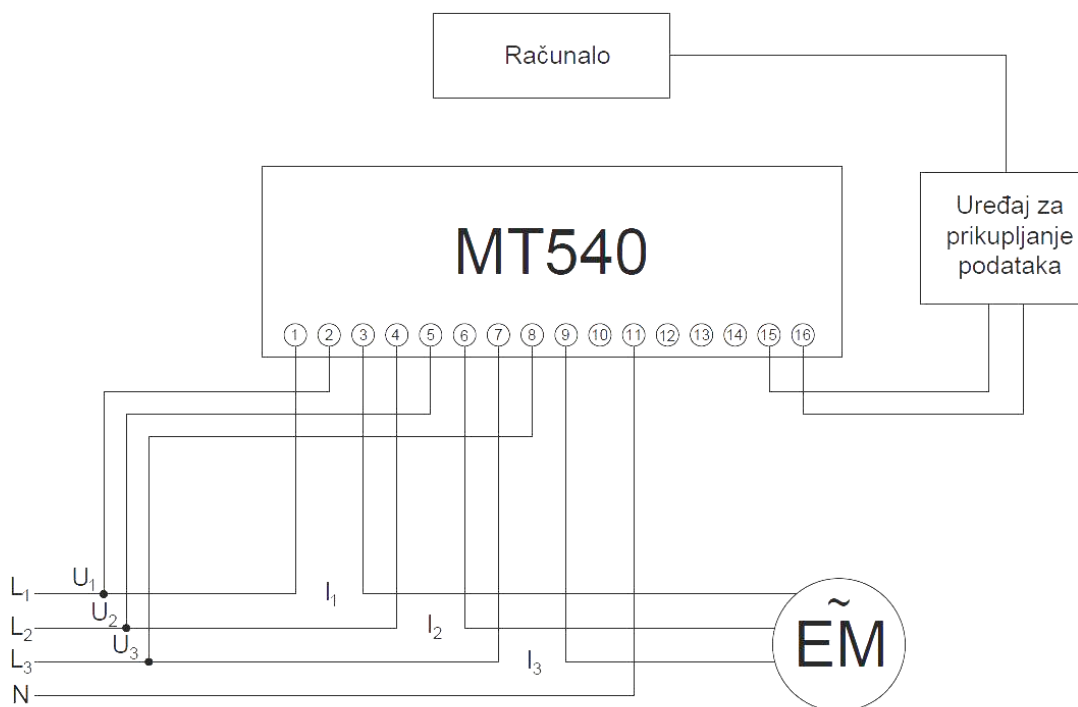 Računalo
Uređaj za
prikupljanje
podataka
MT540
1 2 3 4 5 6 7 8 9 10 11 12 13 14 15 16
L₁ U₁ I₁
L₂ U₂ I₂
L₃ U₃ I₃
N
~
EM